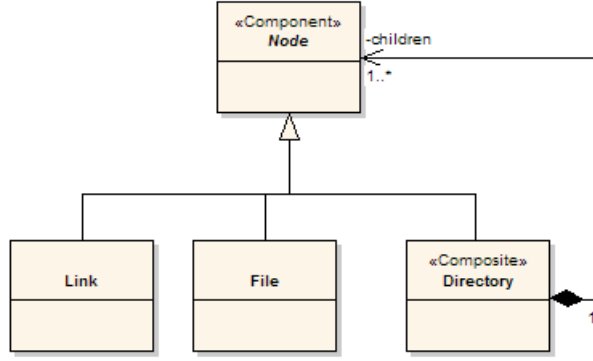 «Component»
Node
-children
1..*
Link
File
«Composite»
Directory
1